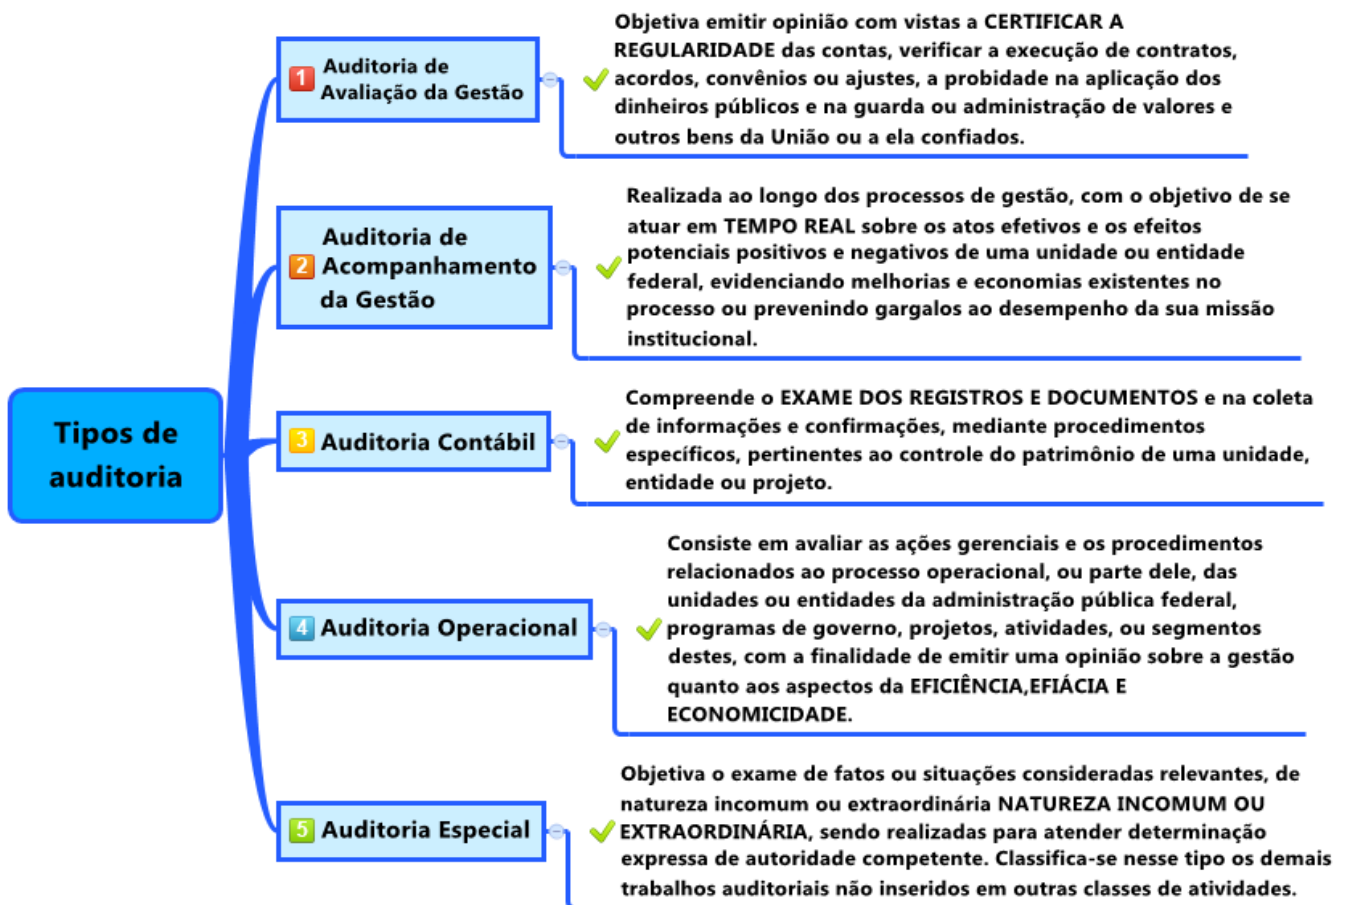 Tipos de
auditoria
1
Auditoria de
Avaliação da Gestão
Objetiva emitir opinião com vistas a CERTIFICAR A
REGULARIDADE das contas, verificar a execução de contratos,
acordos, convênios ou ajustes, a probidade na aplicação dos
dinheiros públicos e na guarda ou administração de valores e
outros bens da União ou a ela confiados.
2
Auditoria de
Acompanhamento
da Gestão
Realizada ao longo dos processos de gestão, com o objetivo de se
atuar em TEMPO REAL sobre os atos efetivos e os efeitos
potenciais positivos e negativos de uma unidade ou entidade
federal, evidenciando melhorias e economias existentes no
processo ou prevenindo gargalos ao desempenho da sua missão
institucional.
3
Auditoria Contábil
Compreende o EXAME DOS REGISTROS E DOCUMENTOS e na coleta
de informações e confirmações, mediante procedimentos
específicos, pertinentes ao controle do patrimônio de uma unidade,
entidade ou projeto.
4
Auditoria Operacional
Consiste em avaliar as ações gerenciais e os procedimentos
relacionados ao processo operacional, ou parte dele, das
unidades ou entidades da administração pública federal,
programas de governo, projetos, atividades, ou segmentos
destes, com a finalidade de emitir uma opinião sobre a gestão
quanto aos aspectos da EFICIÊNCIA,EFIÁCIA E
ECONOMICIDADE.
5
Auditoria Especial
Objetiva o exame de fatos ou situações consideradas relevantes, de
natureza incomum ou extraordinária NATUREZA INCOMUM OU
EXTRAORDINÁRIA, sendo realizadas para atender determinação
expressa de autoridade competente. Classifica-se nesse tipo os demais
trabalhos auditoriais não inseridos em outras classes de atividades.